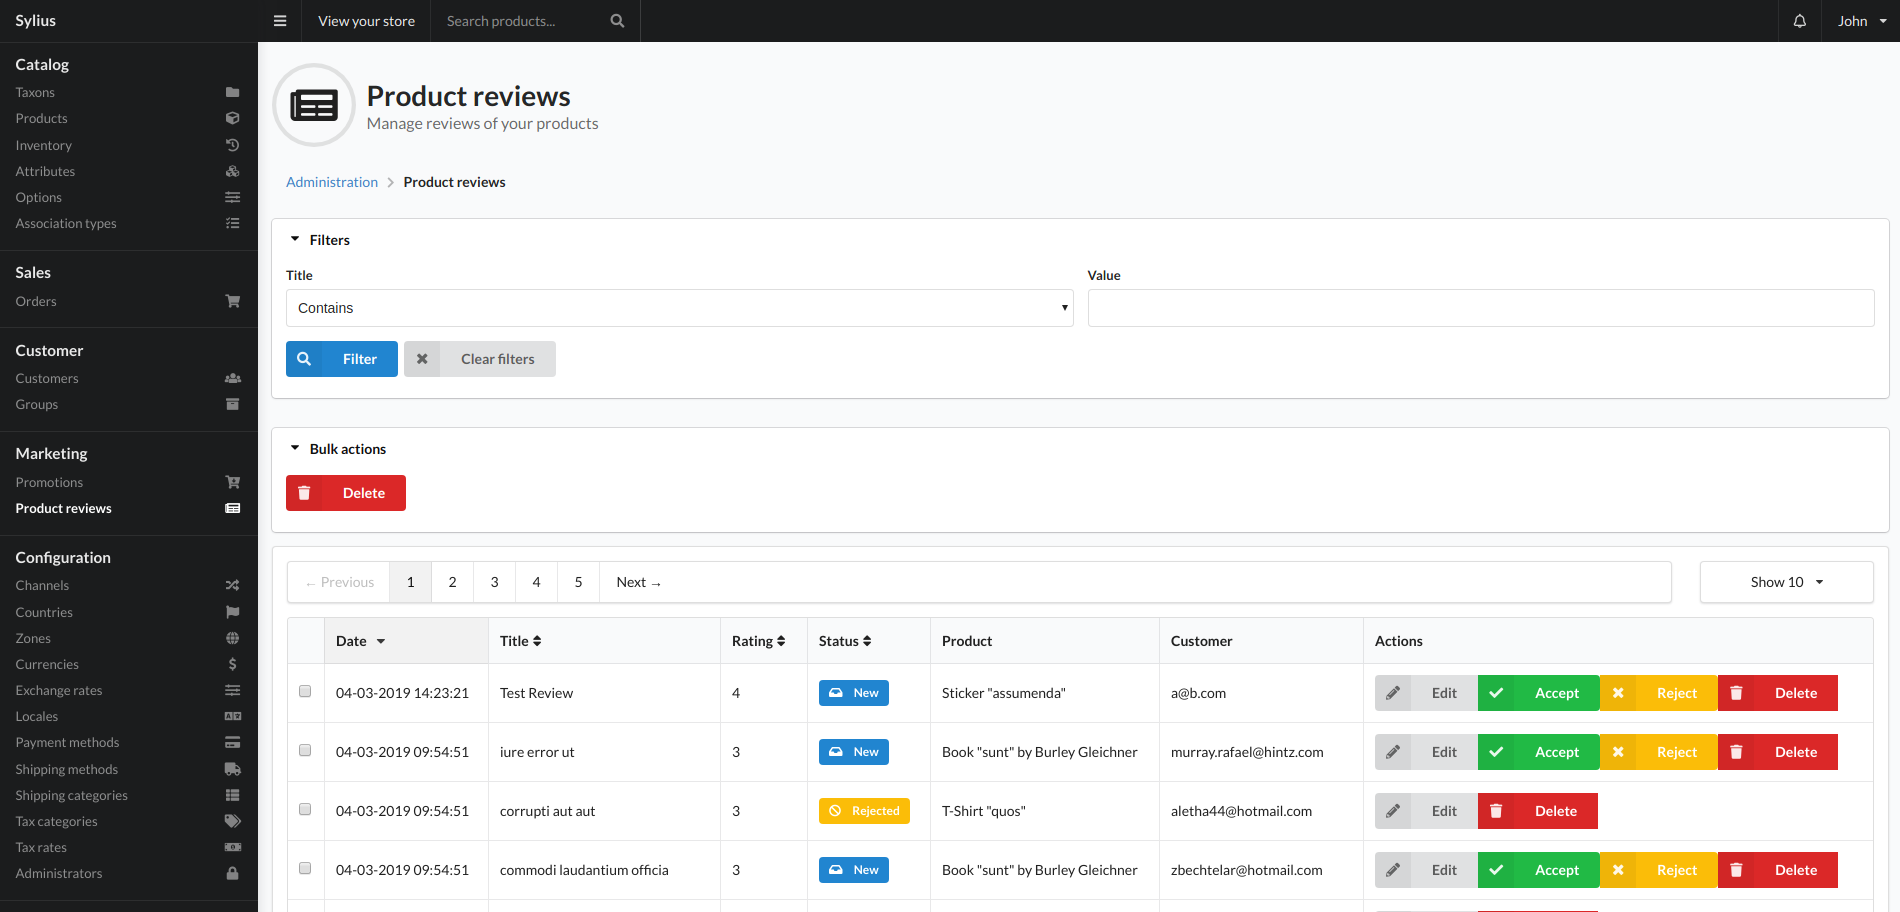 Sylius
View your store
Search products...
John
Catalog
Taxons
Products
Inventory
Attributes
Options
Association types
Sales
Orders
Customer
Customers
Groups
Marketing
Promotions
Product reviews
Configuration
Channels
Countries
Zones
Currencies
Exchange rates
Locales
Payment methods
Shipping methods
Shipping categories
Tax categories
Tax rates
Administrators
Product reviews
Manage reviews of your products
Administration > Product reviews
Filters
Title Value
Contains
Filter Clear filters
Bulk actions
Delete
← Previous 1 2 3 4 5 Next → Show 10
Date Title Rating Status Product Customer Actions
04-03-2019 14:23:21 Test Review 4 New Sticker "assumenda" a@b.com Edit Accept Reject Delete
04-03-2019 09:54:51 iure error ut 3 New Book "sunt" by Burley Gleichner murray.rafael@hintz.com Edit Accept Reject Delete
04-03-2019 09:54:51 corrupti aut aut 3 Rejected T-Shirt "quos" aletha44@hotmail.com Edit Delete
04-03-2019 09:54:51 commodi laudantium officia 3 New Book "sunt" by Burley Gleichner zbechtelar@hotmail.com Edit Accept Reject Delete